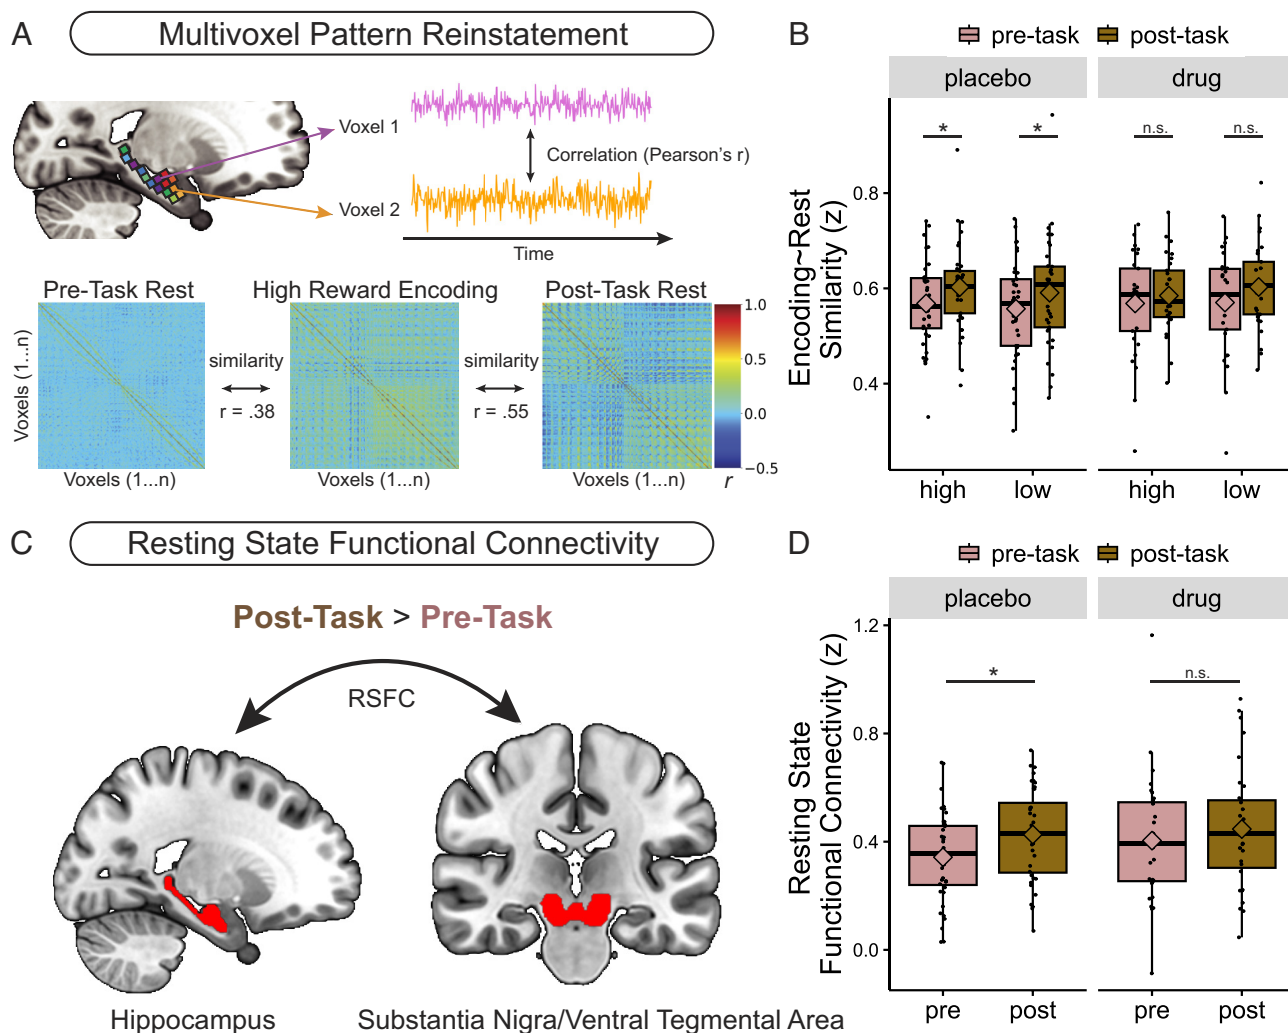 A
Multivoxel Pattern Reinstatement
Voxel 1
Correlation (Pearson's r)
Voxel 2
Time
Pre-Task Rest
High Reward Encoding
Post-Task Rest
Voxels (1...n)
similarity
r = .38
similarity
r = .55
1.0
0.5
0.0
−0.5
r
Voxels (1...n)
Voxels (1...n)
Voxels (1...n)
B
pre-task
post-task
placebo
drug
*
*
n.s.
n.s.
Encoding~Rest
Similarity (z)
0.8
0.6
0.4
high
low
high
low
C
Resting State Functional Connectivity
Post-Task > Pre-Task
RSFC
Hippocampus
Substantia Nigra/Ventral Tegmental Area
D
pre-task
post-task
placebo
drug
*
n.s.
Resting State
Functional Connectivity (z)
1.2
0.8
0.4
0.0
pre
post
pre
post